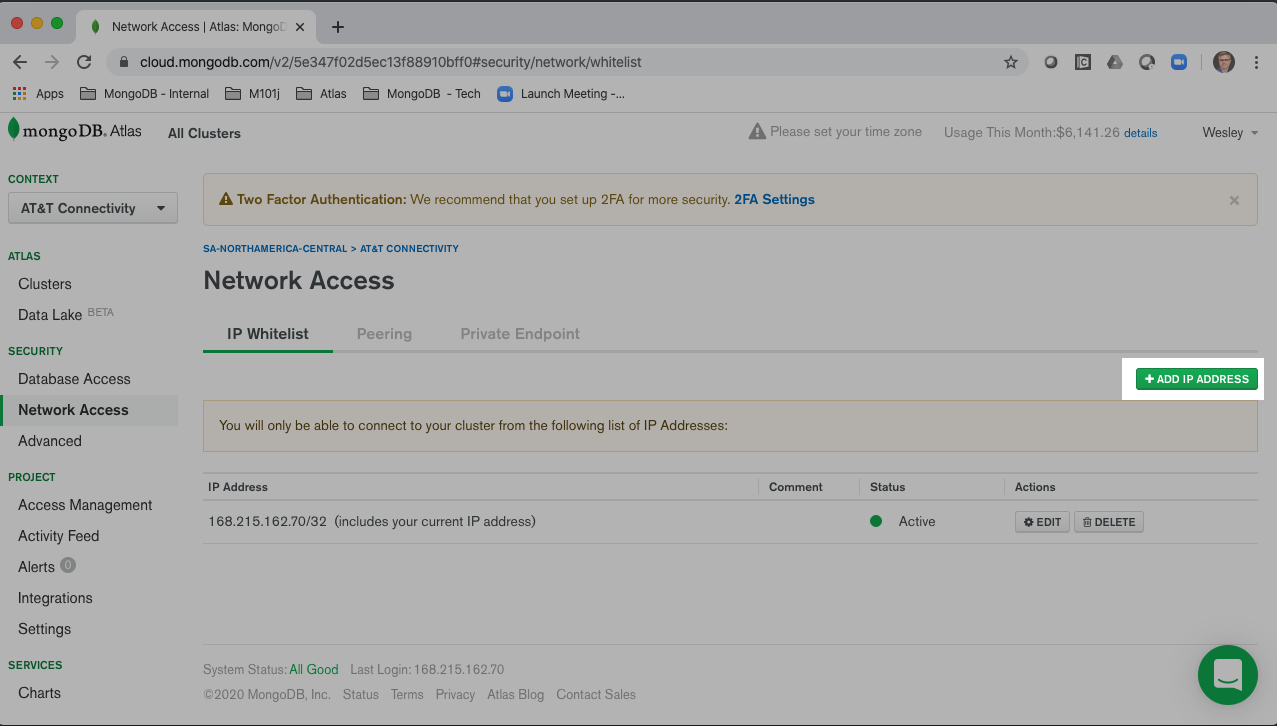 Network Access | Atlas: MongoD
cloud.mongodb.com/v2/5e347f02d5ec13f88910bff0#security/network/whitelist
Apps MongoDB - Internal M101j Atlas MongoDB - Tech Launch Meeting -...
mongoDB. Atlas All Clusters Please set your time zone Usage This Month:$6,141.26 details Wesley
CONTEXT
AT&T Connectivity
ATLAS
Clusters
Data Lake BETA
SECURITY
Database Access
Network Access
Advanced
PROJECT
Access Management
Activity Feed
Alerts 0
Integrations
Settings
SERVICES
Charts
Two Factor Authentication: We recommend that you set up 2FA for more security. 2FA Settings
SA-NORTHAMERICA-CENTRAL > AT&T CONNECTIVITY
Network Access
IP Whitelist Peering Private Endpoint
+ ADD IP ADDRESS
You will only be able to connect to your cluster from the following list of IP Addresses:
IP Address Comment Status Actions
168.215.162.70/32 (includes your current IP address) Active EDIT DELETE
System Status: All Good Last Login: 168.215.162.70
©2020 MongoDB, Inc. Status Terms Privacy Atlas Blog Contact Sales